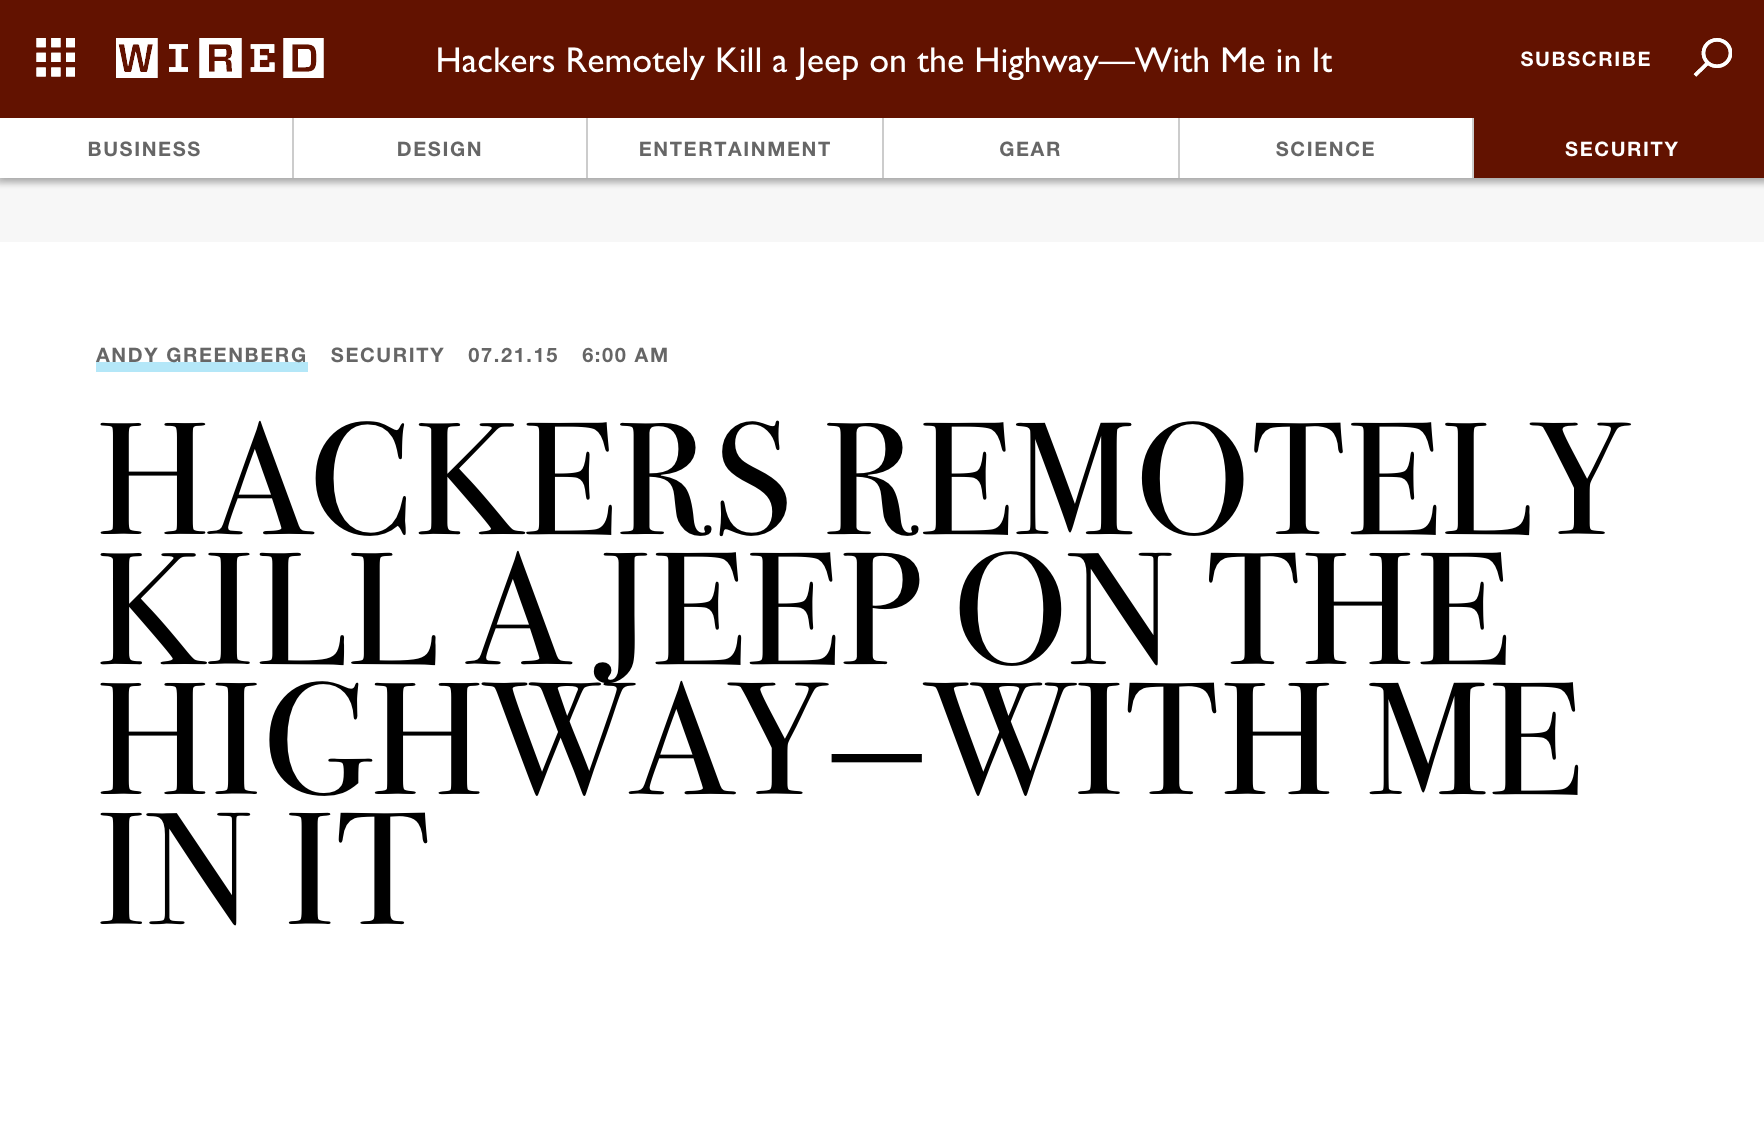 WIRED Hackers Remotely Kill a Jeep on the Highway—With Me in It SUBSCRIBE
BUSINESS DESIGN ENTERTAINMENT GEAR SCIENCE SECURITY
ANDY GREENBERG SECURITY 07.21.15 6:00 AM
HACKERS REMOTELY
KILL A JEEP ON THE
HIGHWAY—WITH ME
IN IT